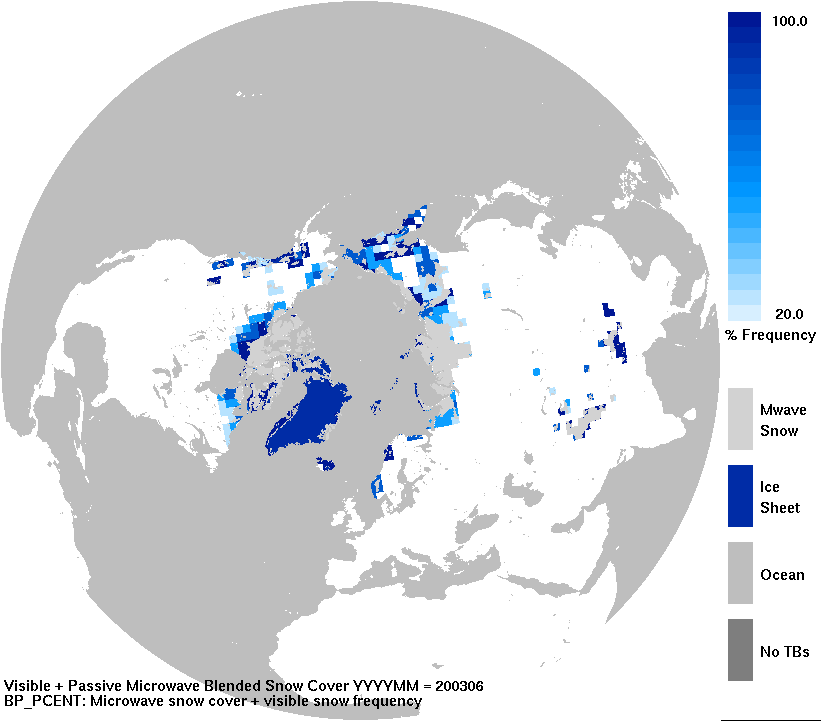 100.0
20.0
% Frequency
Mwave
Snow
Ice
Sheet
Ocean
No TBs
Visible + Passive Microwave Blended Snow Cover YYYYMM = 200306
BP_PCENT: Microwave snow cover + visible snow frequency